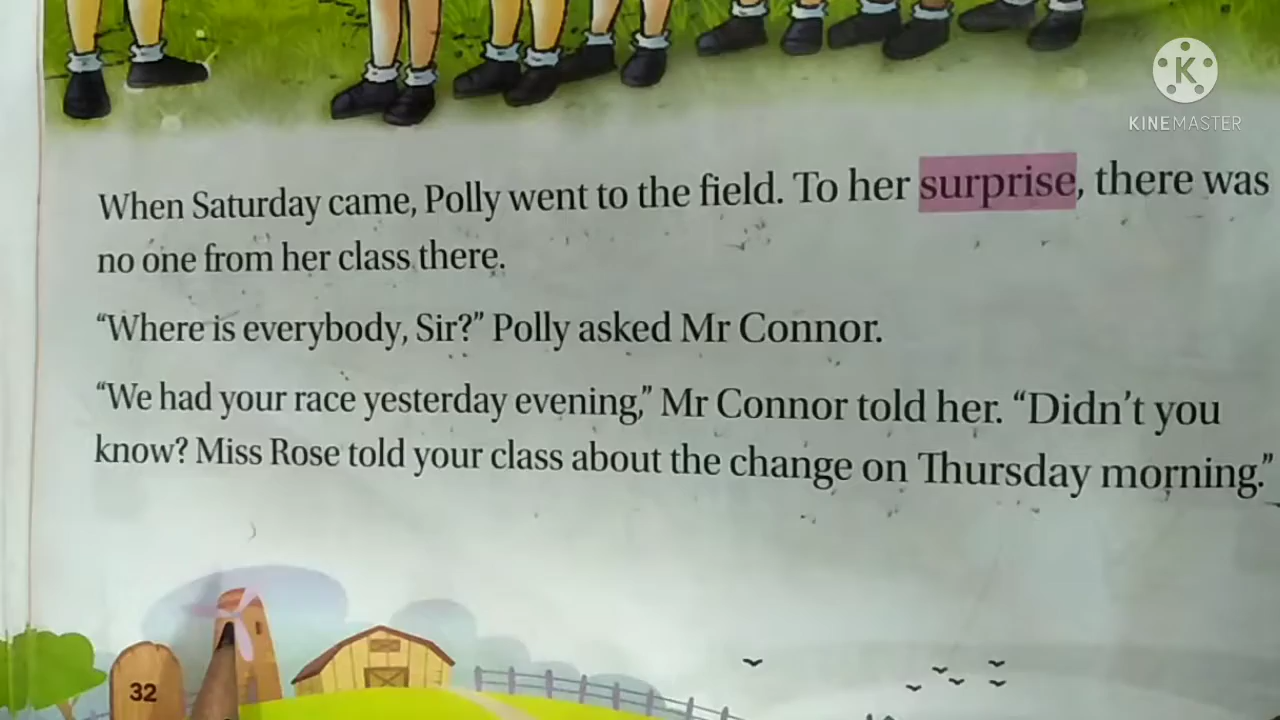 KINEMASTER
When Saturday came, Polly went to the field. To her surprise, there was
no one from her class there.
“Where is everybody, Sir?” Polly asked Mr Connor.
“We had your race yesterday evening,” Mr Connor told her. “Didn’t you
know? Miss Rose told your class about the change on Thursday morning.”
32